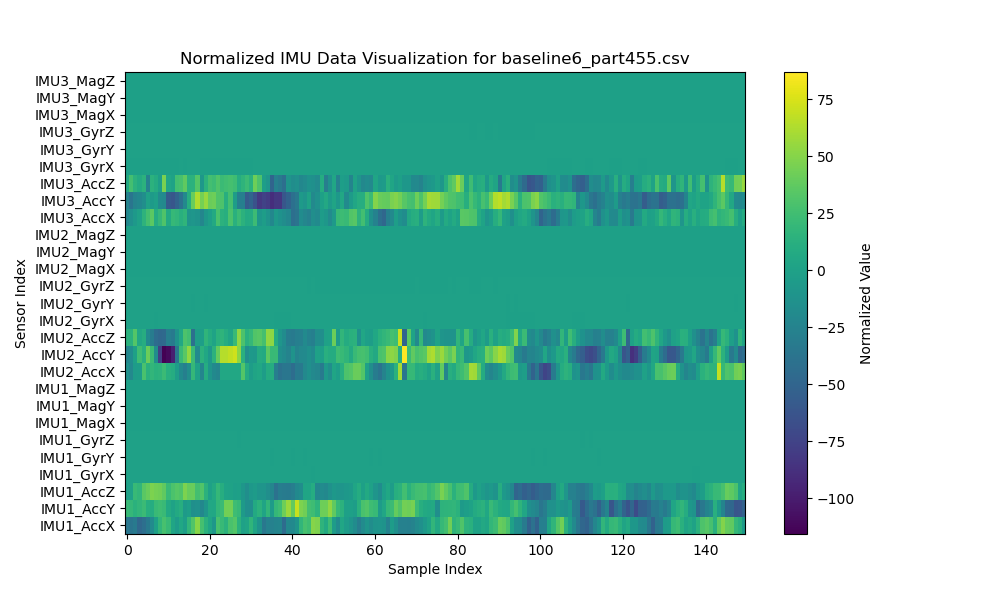 Normalized IMU Data Visualization for baseline6_part455.csv
Sensor Index
IMU3_MagZ
IMU3_MagY
IMU3_MagX
IMU3_GyrZ
IMU3_GyrY
IMU3_GyrX
IMU3_AccZ
IMU3_AccY
IMU3_AccX
IMU2_MagZ
IMU2_MagY
IMU2_MagX
IMU2_GyrZ
IMU2_GyrY
IMU2_GyrX
IMU2_AccZ
IMU2_AccY
IMU2_AccX
IMU1_MagZ
IMU1_MagY
IMU1_MagX
IMU1_GyrZ
IMU1_GyrY
IMU1_GyrX
IMU1_AccZ
IMU1_AccY
IMU1_AccX
0 20 40 60 80 100 120 140
Sample Index
75
50
25
0
−25
−50
−75
−100
Normalized Value